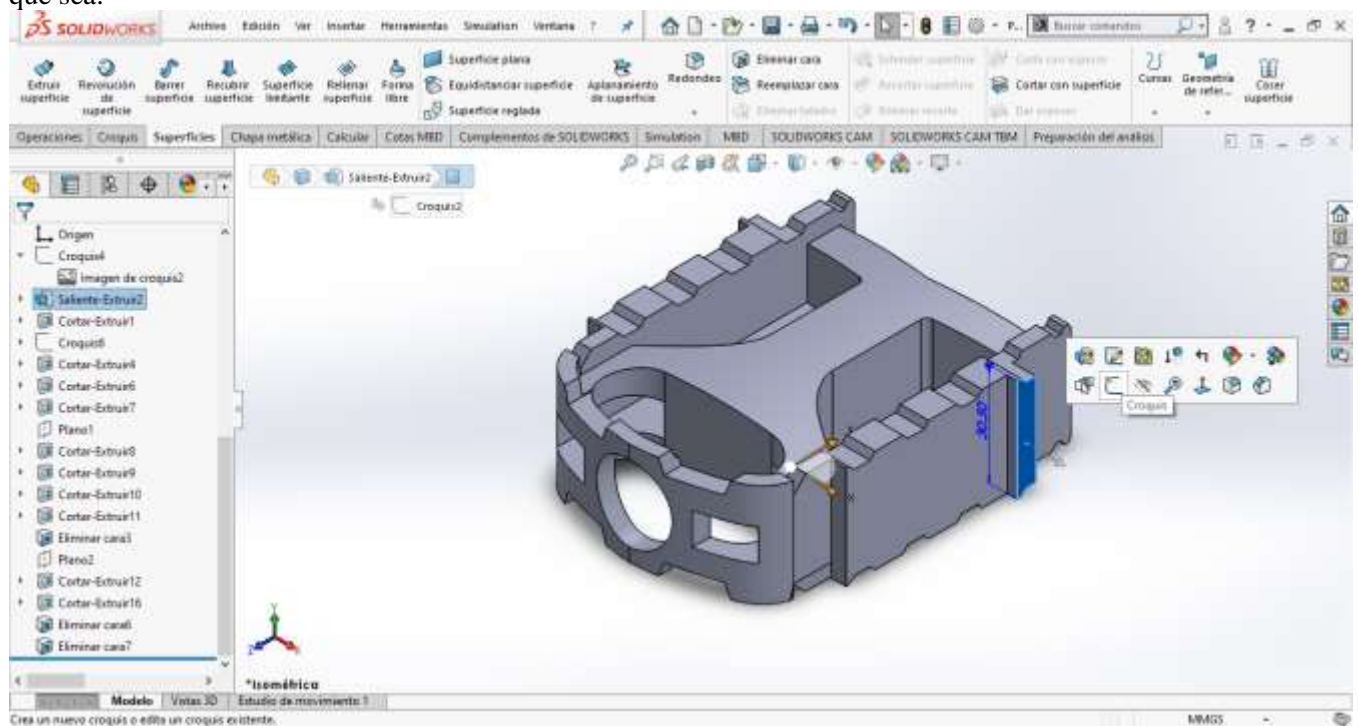 que sea.
SOLIDWORKS Archivo Edición Ver Insertar Herramientas Simulation Ventana ? Buscar comandos
Extruir superficie
Revolución de superficie
Barrer superficie
Recubrir superficie
Superficie limitante
Rellenar superficie
Forma libre
Superficie plana
Equidistanciar superficie
Superficie reglada
Aplanamiento de superficie
Redondeo
Eliminar cara
Reemplazar cara
Extender superficie
Cortar con superficie
Curvas
Geometría de refer...
Coser superficie
Operaciones Croquis Superficies Chapa metálica Calcular Cotas MBD Complementos de SOLIDWORKS Simulation MBD SOLIDWORKS CAM SOLIDWORKS CAM TBM Preparación del análisis
Saliente-Extruir2
Croquis2
Origen
Croquis4
Imagen de croquis2
Saliente-Extruir2
Cortar-Extruir1
Croquis8
Cortar-Extruir4
Cortar-Extruir6
Cortar-Extruir7
Plano1
Cortar-Extruir8
Cortar-Extruir9
Cortar-Extruir10
Cortar-Extruir11
Eliminar cara3
Plano2
Cortar-Extruir12
Cortar-Extruir16
Eliminar cara6
Eliminar cara7
Croquis
*Isométrica
Modelo Vistas 3D Estudio de movimiento 1
Crea un nuevo croquis o edita un croquis existente. MMGS